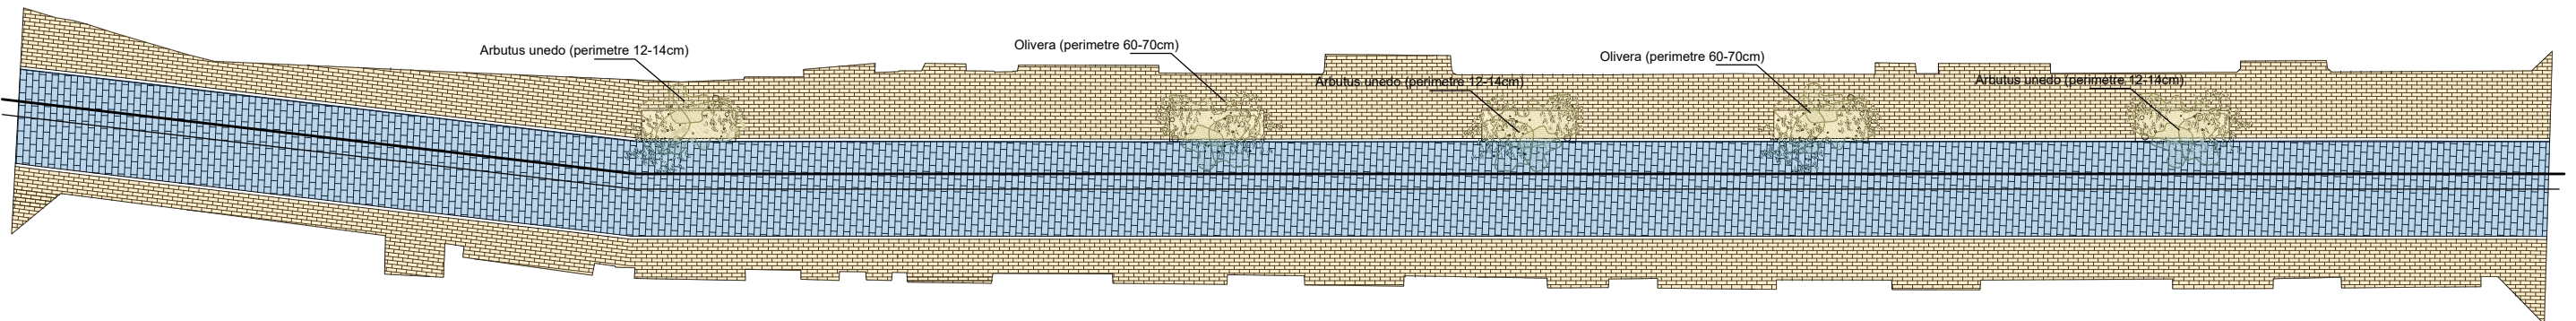 Arbutus unedo (perimetre 12-14cm)
Olivera (perimetre 60-70cm)
Arbutus unedo (perimetre 12-14cm)
Olivera (perimetre 60-70cm)
Arbutus unedo (perimetre 12-14cm)